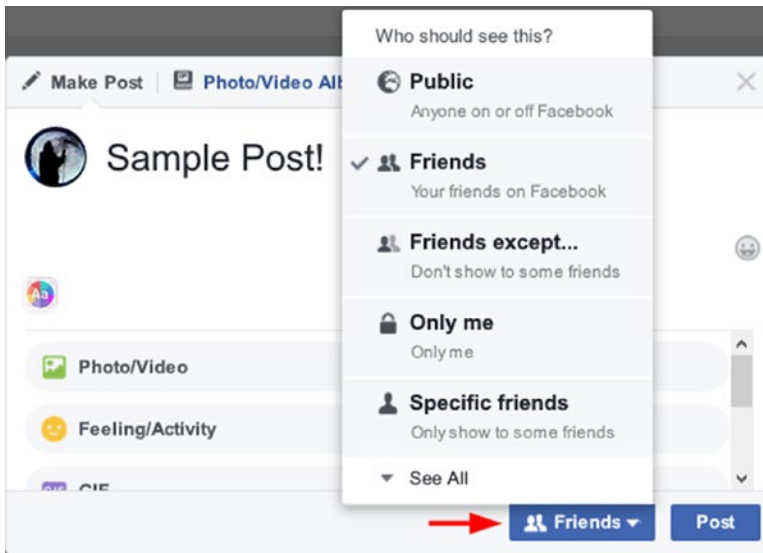 Who should see this?
Make Post
Photo/Video Alb
Public
Anyone on or off Facebook
Sample Post!
Friends
Your friends on Facebook
Friends except...
Don't show to some friends
Aa
Only me
Only me
Photo/Video
Specific friends
Only show to some friends
Feeling/Activity
See All
GIF
Friends
Post